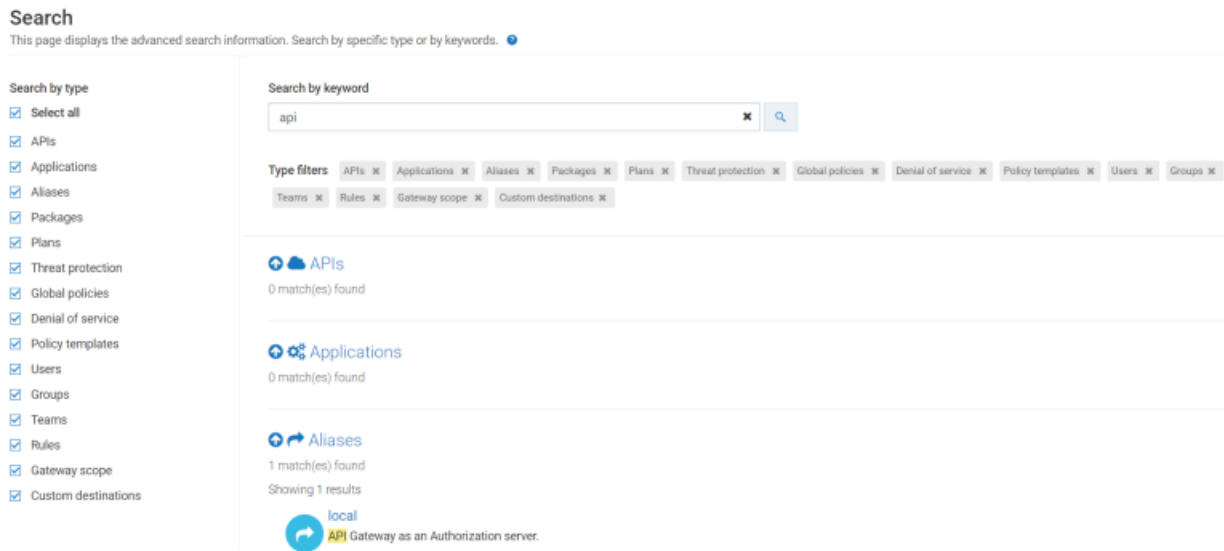 Search
This page displays the advanced search information. Search by specific type or by keywords.
Search by type
Select all
APIs
Applications
Aliases
Packages
Plans
Threat protection
Global policies
Denial of service
Policy templates
Users
Groups
Teams
Rules
Gateway scope
Custom destinations
Search by keyword
api
Type filters APIs Applications Aliases Packages Plans Threat protection Global policies Denial of service Policy templates Users Groups
Teams Rules Gateway scope Custom destinations
APIs
0 match(es) found
Applications
0 match(es) found
Aliases
1 match(es) found
Showing 1 results
local
API Gateway as an Authorization server.